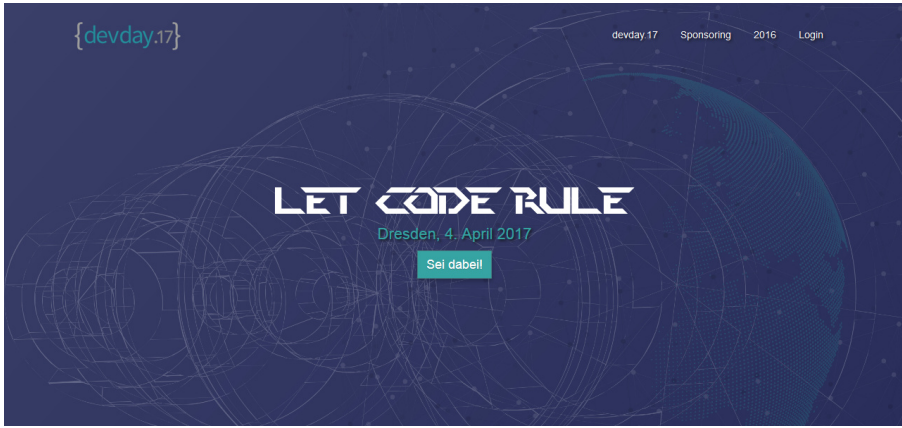 {devday.17}
devday.17 Sponsoring 2016 Login
LET CODE RULE
Dresden, 4. April 2017
Sei dabei!